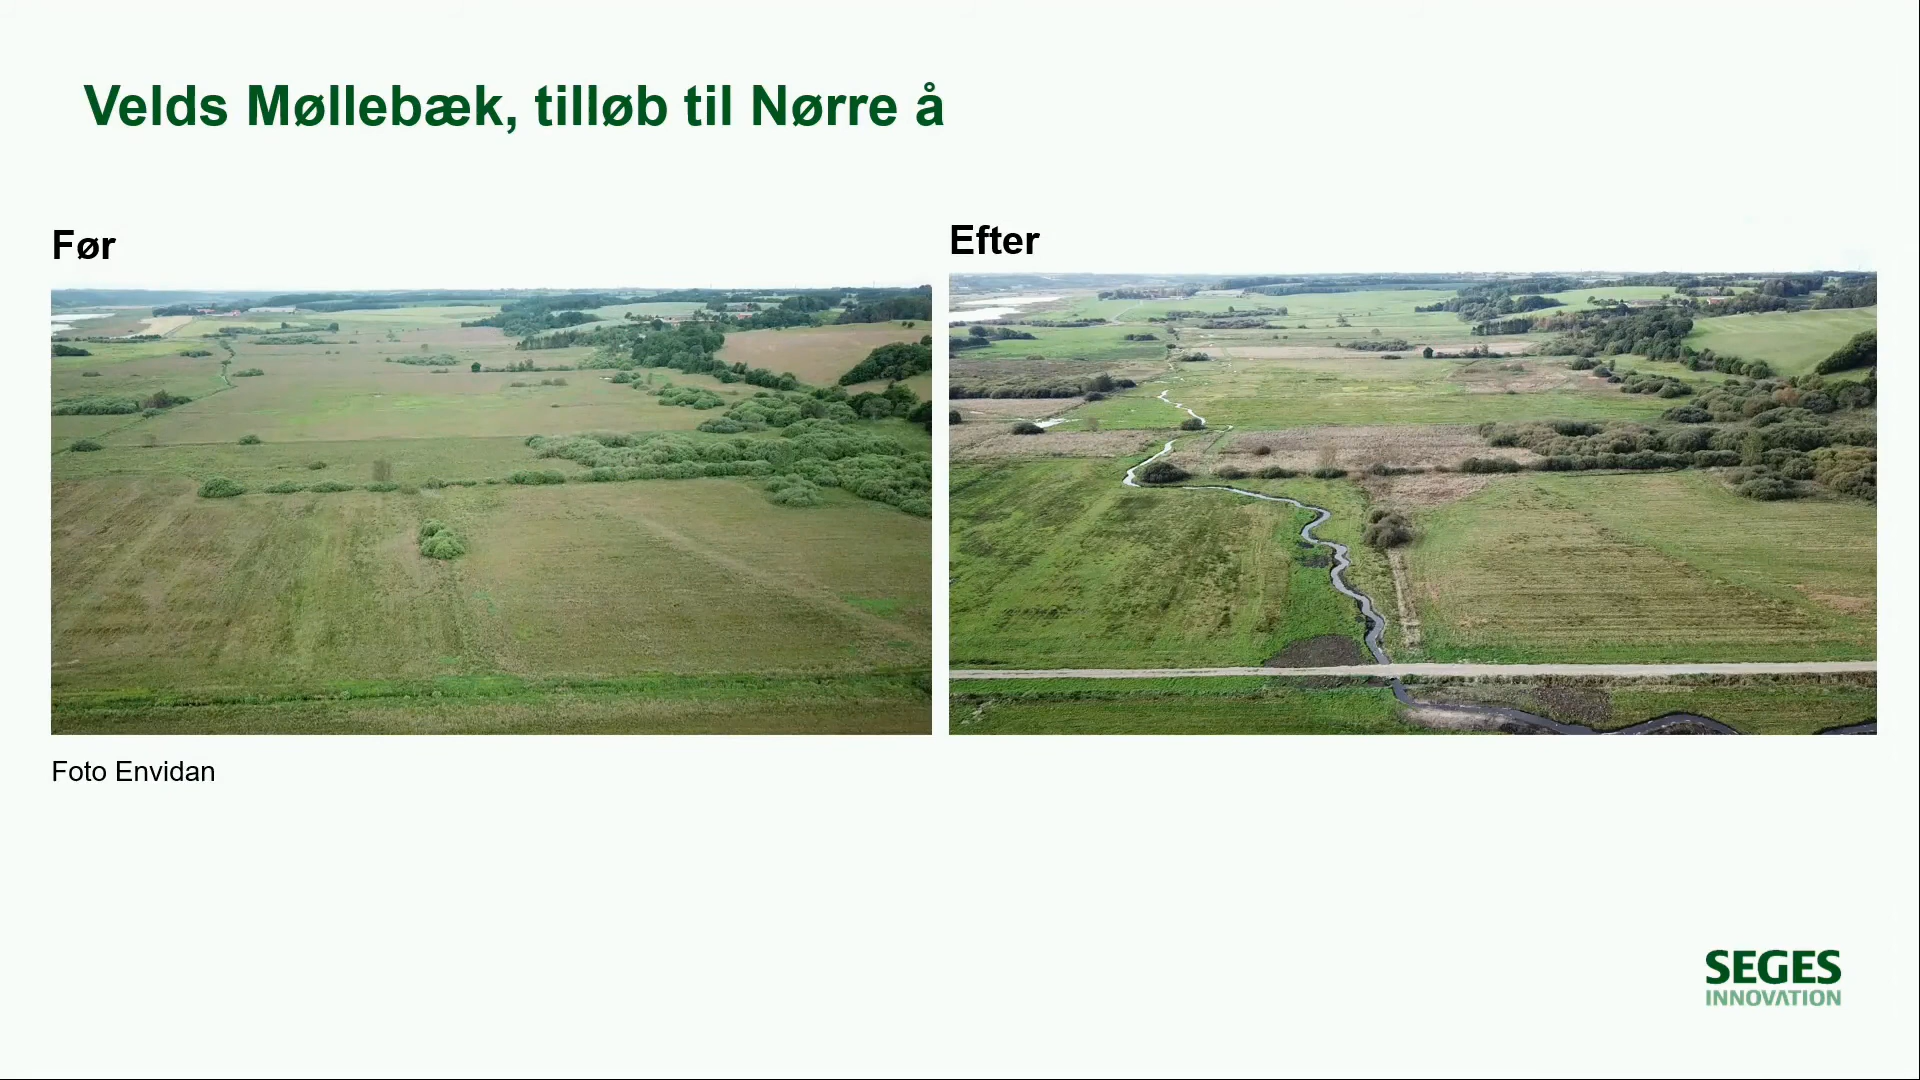 Velds Møllebæk, tilløb til Nørre å
Før
Efter
Foto Envidan
SEGES
INNOVATION